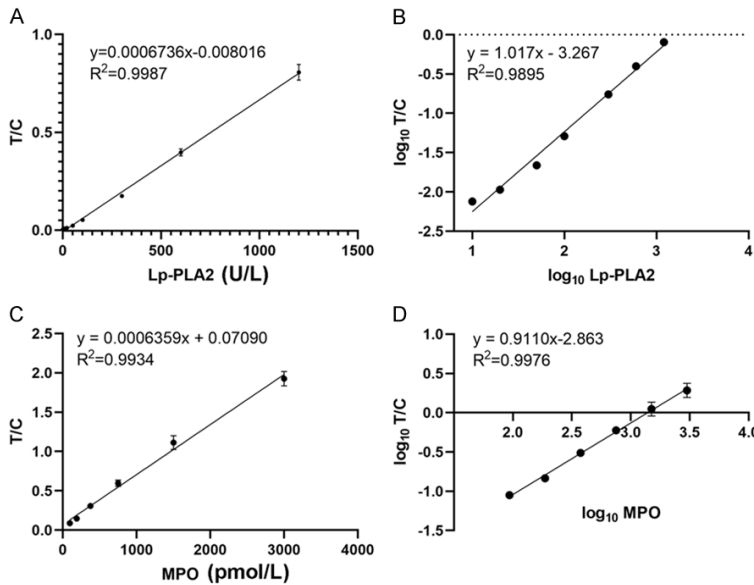 A
y=0.0006736x-0.008016
R²=0.9987
T/C
1.0
0.5
0.0
0 500 1000 1500
Lp-PLA2 (U/L)
B
y = 1.017x - 3.267
R²=0.9895
log₁₀ T/C
0.0
-0.5
-1.0
-1.5
-2.0
-2.5
1 2 3 4
log₁₀ Lp-PLA2
C
y = 0.0006359x + 0.07090
R²=0.9934
T/C
2.5
2.0
1.5
1.0
0.5
0.0
0 1000 2000 3000 4000
MPO (pmol/L)
D
y = 0.9110x-2.863
R²=0.9976
log₁₀ T/C
1.0
0.5
0.0
-0.5
-1.0
-1.5
2.0 2.5 3.0 3.5 4.0
log₁₀ MPO